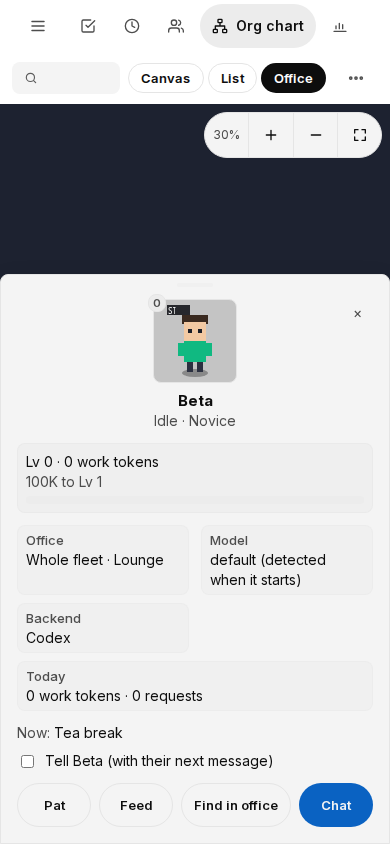 Org chart
Canvas
List
Office
30%
0
ST
Beta
Idle · Novice
Lv 0 · 0 work tokens
100K to Lv 1
Office
Whole fleet · Lounge
Model
default (detected
when it starts)
Backend
Codex
Today
0 work tokens · 0 requests
Now: Tea break
Tell Beta (with their next message)
Pat
Feed
Find in office
Chat